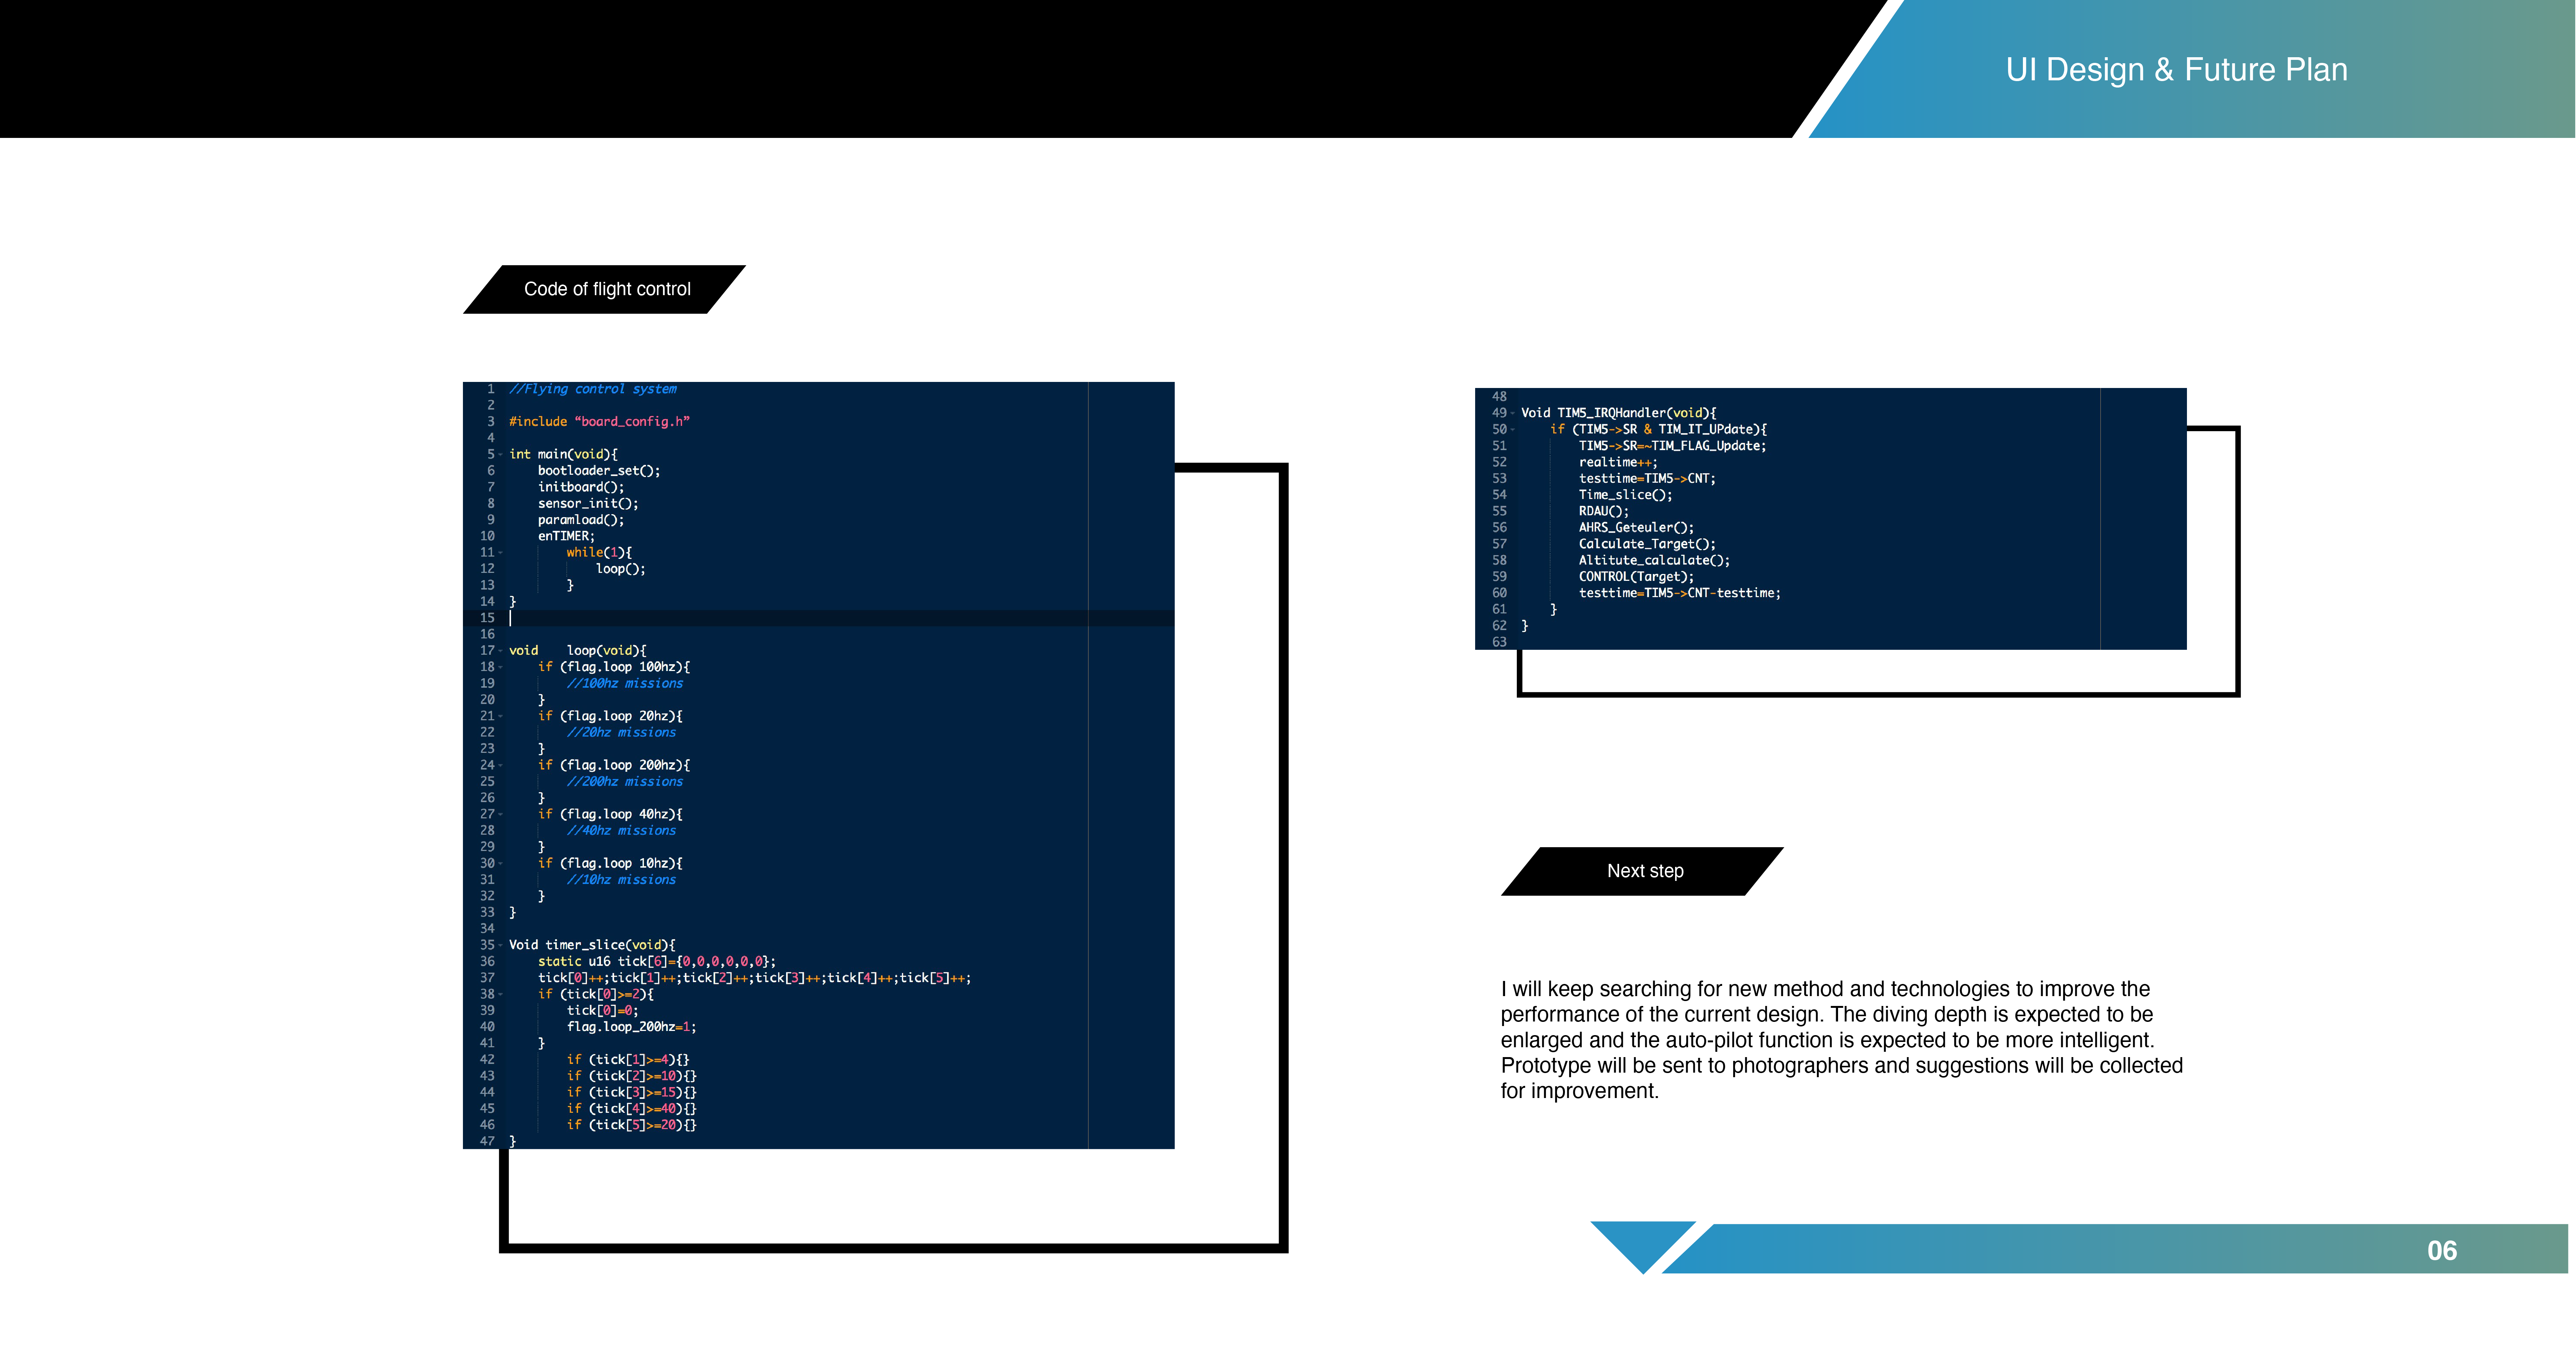 UI Design & Future Plan
Code of flight control
1 //Flying control system
2
3 #include “board_config.h”
4
5 int main(void){
6     bootloader_set();
7     initboard();
8     sensor_init();
9     paramload();
10     enTIMER;
11         while(1){
12             loop();
13         }
14 }
15
16
17 void    loop(void){
18     if (flag.loop 100hz){
19         //100hz missions
20     }
21     if (flag.loop 20hz){
22         //20hz missions
23     }
24     if (flag.loop 200hz){
25         //200hz missions
26     }
27     if (flag.loop 40hz){
28         //40hz missions
29     }
30     if (flag.loop 10hz){
31         //10hz missions
32     }
33 }
34
35 Void timer_slice(void){
36     static u16 tick[6]={0,0,0,0,0,0};
37     tick[0]++;tick[1]++;tick[2]++;tick[3]++;tick[4]++;tick[5]++;
38     if (tick[0]>=2){
39         tick[0]=0;
40         flag.loop_200hz=1;
41     }
42         if (tick[1]>=4){}
43         if (tick[2]>=10){}
44         if (tick[3]>=15){}
45         if (tick[4]>=40){}
46         if (tick[5]>=20){}
47 }
48
49 Void TIM5_IRQHandler(void){
50     if (TIM5->SR & TIM_IT_UPdate){
51         TIM5->SR=~TIM_FLAG_Update;
52         realtime++;
53         testtime=TIM5->CNT;
54         Time_slice();
55         RDAU();
56         AHRS_Geteuler();
57         Calculate_Target();
58         Altitute_calculate();
59         CONTROL(Target);
60         testtime=TIM5->CNT-testtime;
61     }
62 }
63
Next step
I will keep searching for new method and technologies to improve the
performance of the current design. The diving depth is expected to be
enlarged and the auto-pilot function is expected to be more intelligent.
Prototype will be sent to photographers and suggestions will be collected
for improvement.
06